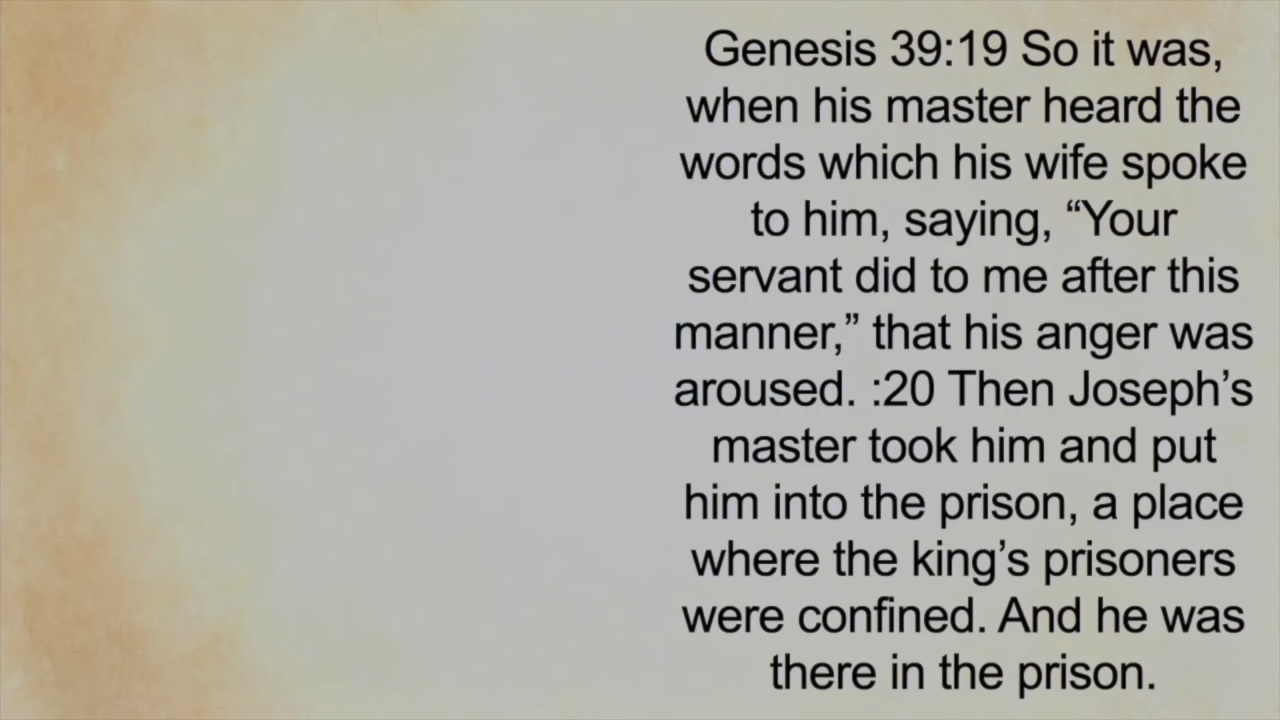 Genesis 39:19 So it was,
when his master heard the
words which his wife spoke
to him, saying, “Your
servant did to me after this
manner,” that his anger was
aroused. :20 Then Joseph’s
master took him and put
him into the prison, a place
where the king’s prisoners
were confined. And he was
there in the prison.